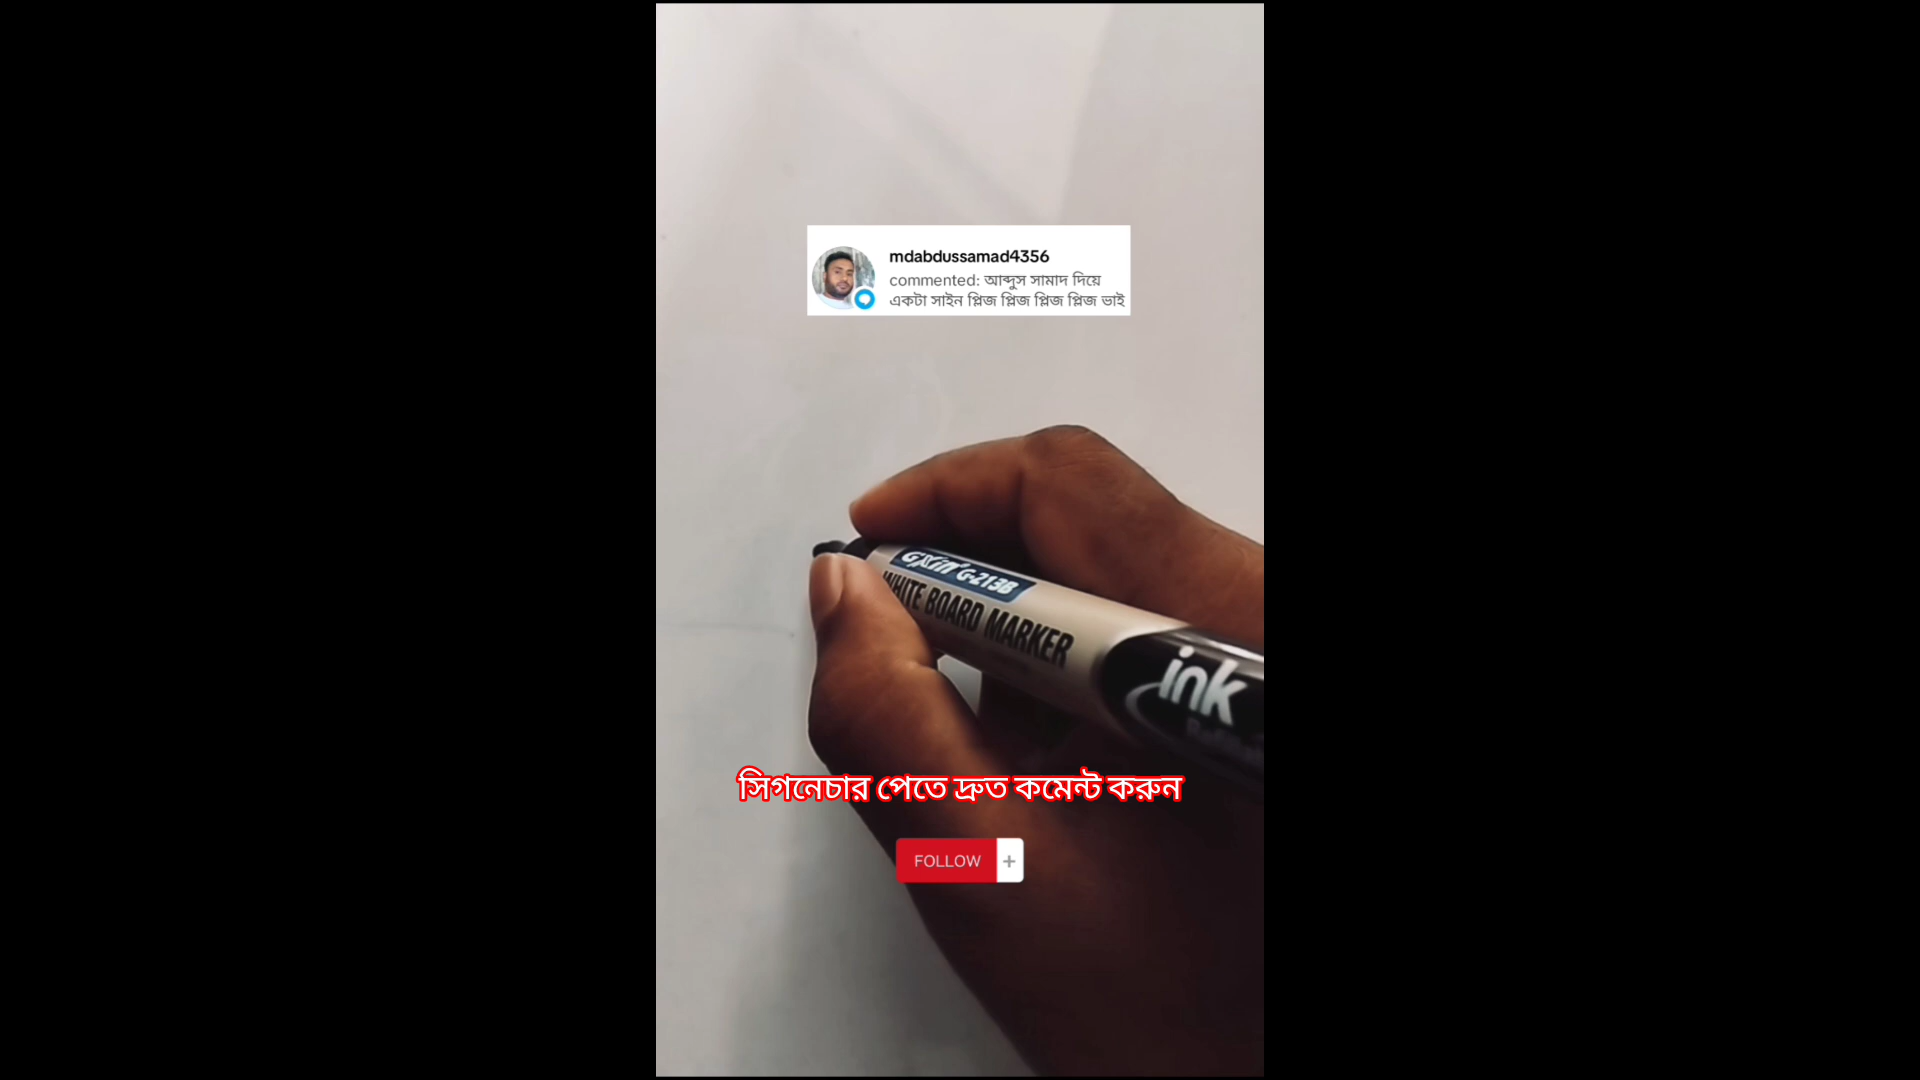 mdabdussamad4356
commented: আব্দুস সামাদ দিয়ে
একটা সাইন প্লিজ প্লিজ প্লিজ প্লিজ ভাই
Gxin G-213B
WHITE BOARD MARKER
ink
সিগনেচার পেতে দ্রুত কমেন্ট করুন
FOLLOW +